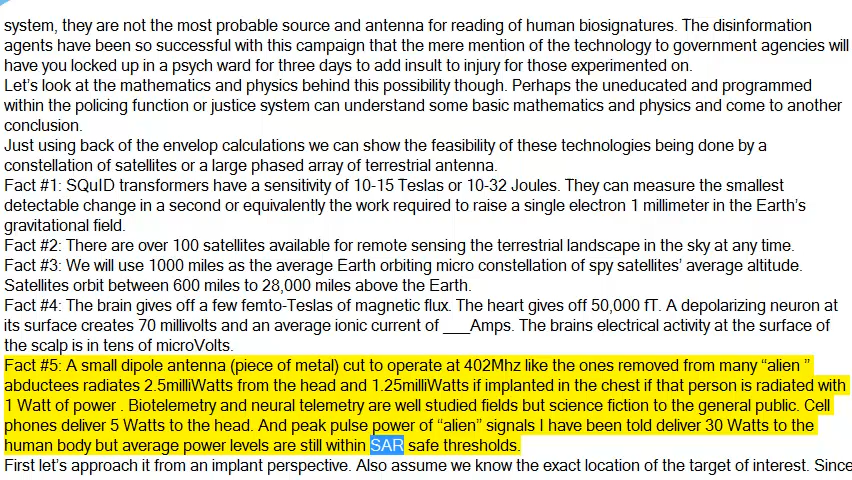 system, they are not the most probable source and antenna for reading of human biosignatures. The disinformation
agents have been so successful with this campaign that the mere mention of the technology to government agencies will
have you locked up in a psych ward for three days to add insult to injury for those experimented on.
Let's look at the mathematics and physics behind this possibility though. Perhaps the uneducated and programmed
within the policing function or justice system can understand some basic mathematics and physics and come to another
conclusion.
Just using back of the envelop calculations we can show the feasibility of these technologies being done by a
constellation of satellites or a large phased array of terrestrial antenna.
Fact #1: SQuID transformers have a sensitivity of 10-15 Teslas or 10-32 Joules. They can measure the smallest
detectable change in a second or equivalently the work required to raise a single electron 1 millimeter in the Earth's
gravitational field.
Fact #2: There are over 100 satellites available for remote sensing the terrestrial landscape in the sky at any time.
Fact #3: We will use 1000 miles as the average Earth orbiting micro constellation of spy satellites' average altitude.
Satellites orbit between 600 miles to 28,000 miles above the Earth.
Fact #4: The brain gives off a few femto-Teslas of magnetic flux. The heart gives off 50,000 fT. A depolarizing neuron at
its surface creates 70 millivolts and an average ionic current of ___Amps. The brains electrical activity at the surface of
the scalp is in tens of microVolts.
Fact #5: A small dipole antenna (piece of metal) cut to operate at 402Mhz like the ones removed from many “alien ”
abductees radiates 2.5milliWatts from the head and 1.25milliWatts if implanted in the chest if that person is radiated with
1 Watt of power . Biotelemetry and neural telemetry are well studied fields but science fiction to the general public. Cell
phones deliver 5 Watts to the head. And peak pulse power of “alien” signals I have been told deliver 30 Watts to the
human body but average power levels are still within SAR safe thresholds.
First let's approach it from an implant perspective. Also assume we know the exact location of the target of interest. Since